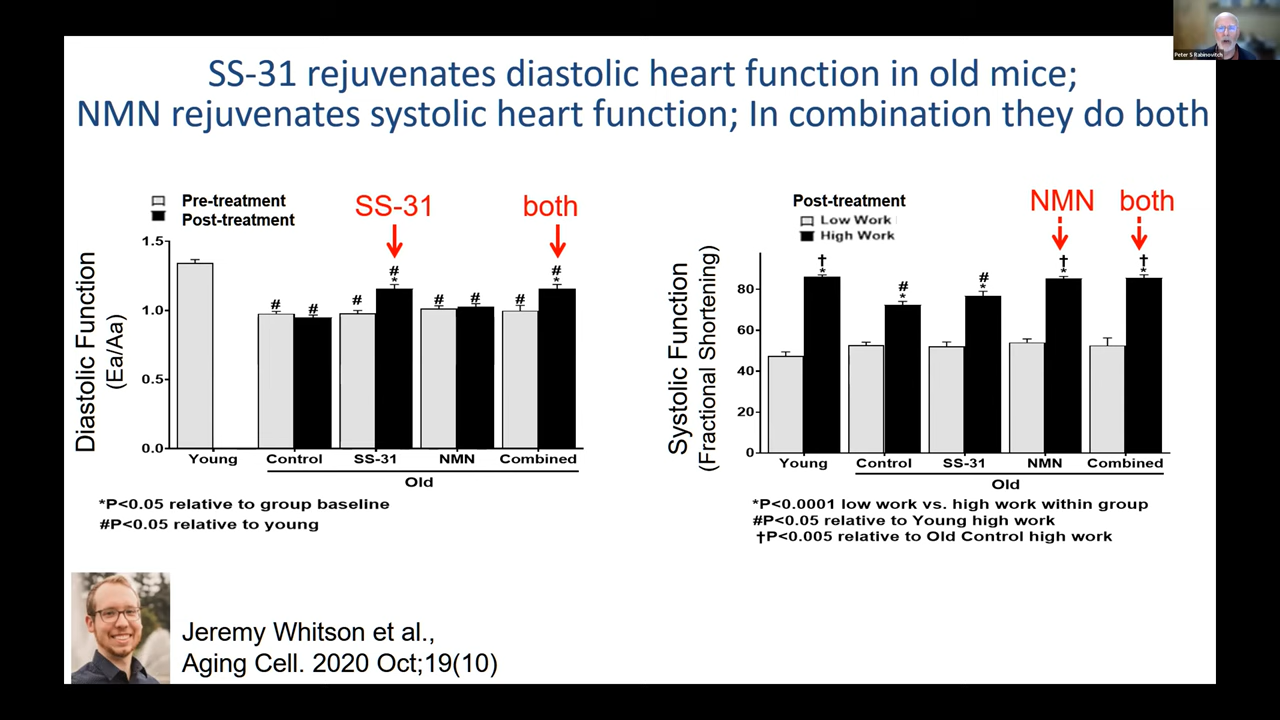 Peter S Rabinovitch
SS-31 rejuvenates diastolic heart function in old mice;
NMN rejuvenates systolic heart function; In combination they do both
Pre-treatment
Post-treatment
SS-31
both
Diastolic Function
(Ea/Aa)
1.5
1.0
0.5
0.0
#
#
#
#
*
#
#
#
#
*
Young
Control
SS-31
NMN
Combined
Old
*P<0.05 relative to group baseline
#P<0.05 relative to young
Post-treatment
Low Work
High Work
NMN
both
Systolic Function
(Fractional Shortening)
80
60
40
20
0
†
*
#
*
#
*
†
*
†
*
Young
Control
SS-31
NMN
Combined
Old
*P<0.0001 low work vs. high work within group
#P<0.05 relative to Young high work
†P<0.005 relative to Old Control high work
Jeremy Whitson et al.,
Aging Cell. 2020 Oct;19(10)